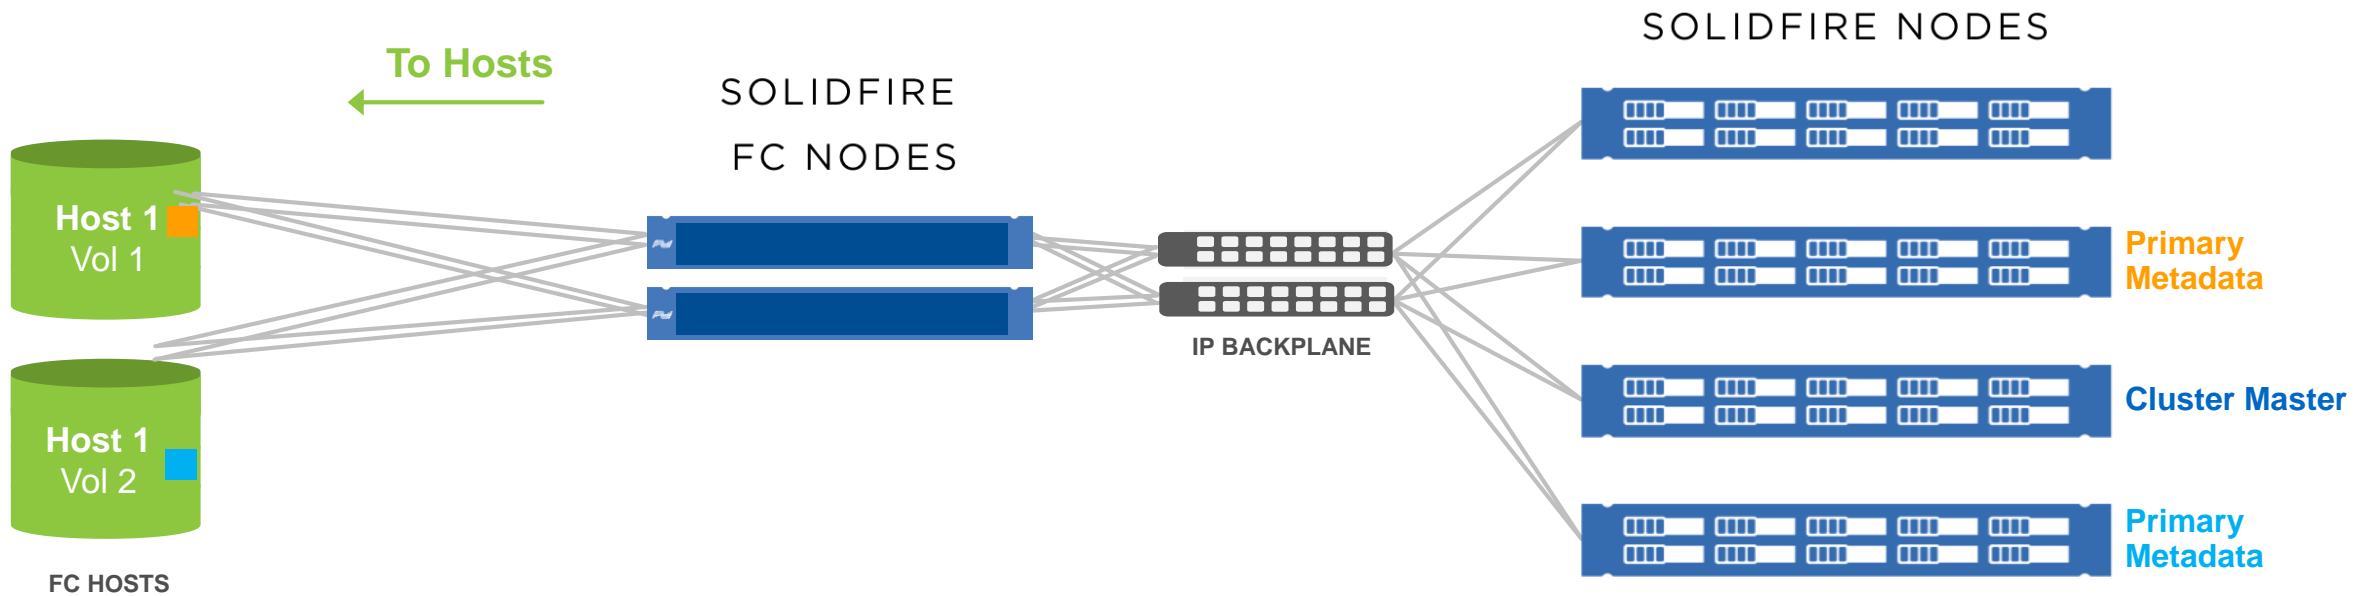 To Hosts
SOLIDFIRE
FC NODES
SOLIDFIRE NODES
Host 1
Vol 1
Host 1
Vol 2
FC HOSTS
IP BACKPLANE
Primary
Metadata
Cluster Master
Primary
Metadata